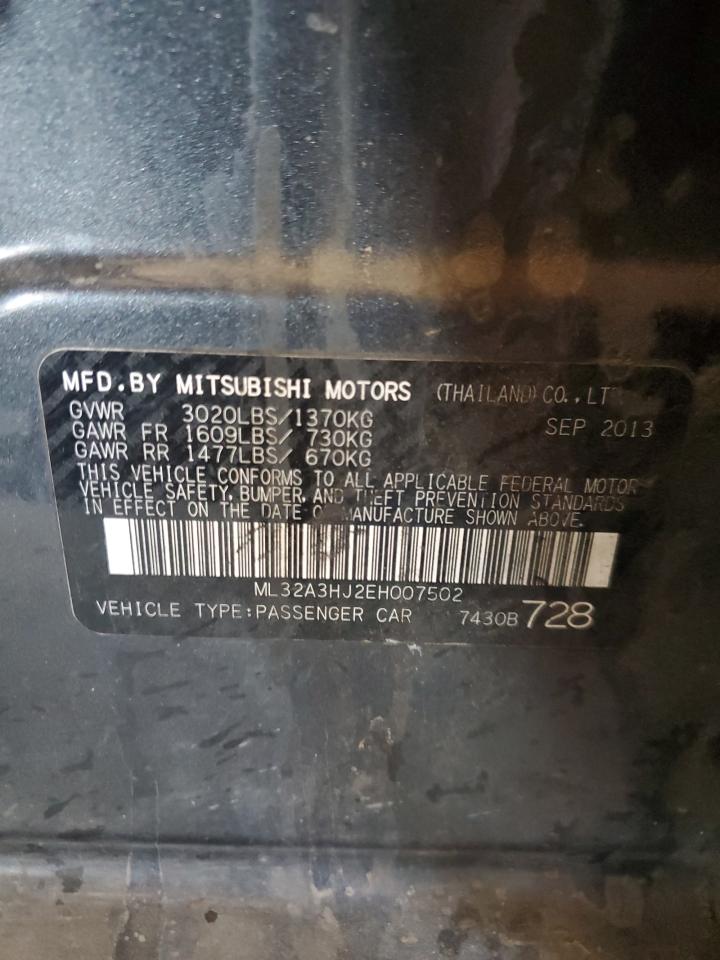 MFD.BY MITSUBISHI MOTORS (THAILAND) CO.,LT
GVWR 3020LBS/1370KG SEP 2013
GAWR FR 1609LBS/ 730KG
GAWR RR 1477LBS/ 670KG
THIS VEHICLE CONFORMS TO ALL APPLICABLE FEDERAL MOTOR
VEHICLE SAFETY, BUMPER, AND THEFT PREVENTION STANDARDS
IN EFFECT ON THE DATE O MANUFACTURE SHOWN ABOVE.
ML32A3HJ2EH007502
VEHICLE TYPE:PASSENGER CAR 7430B 728